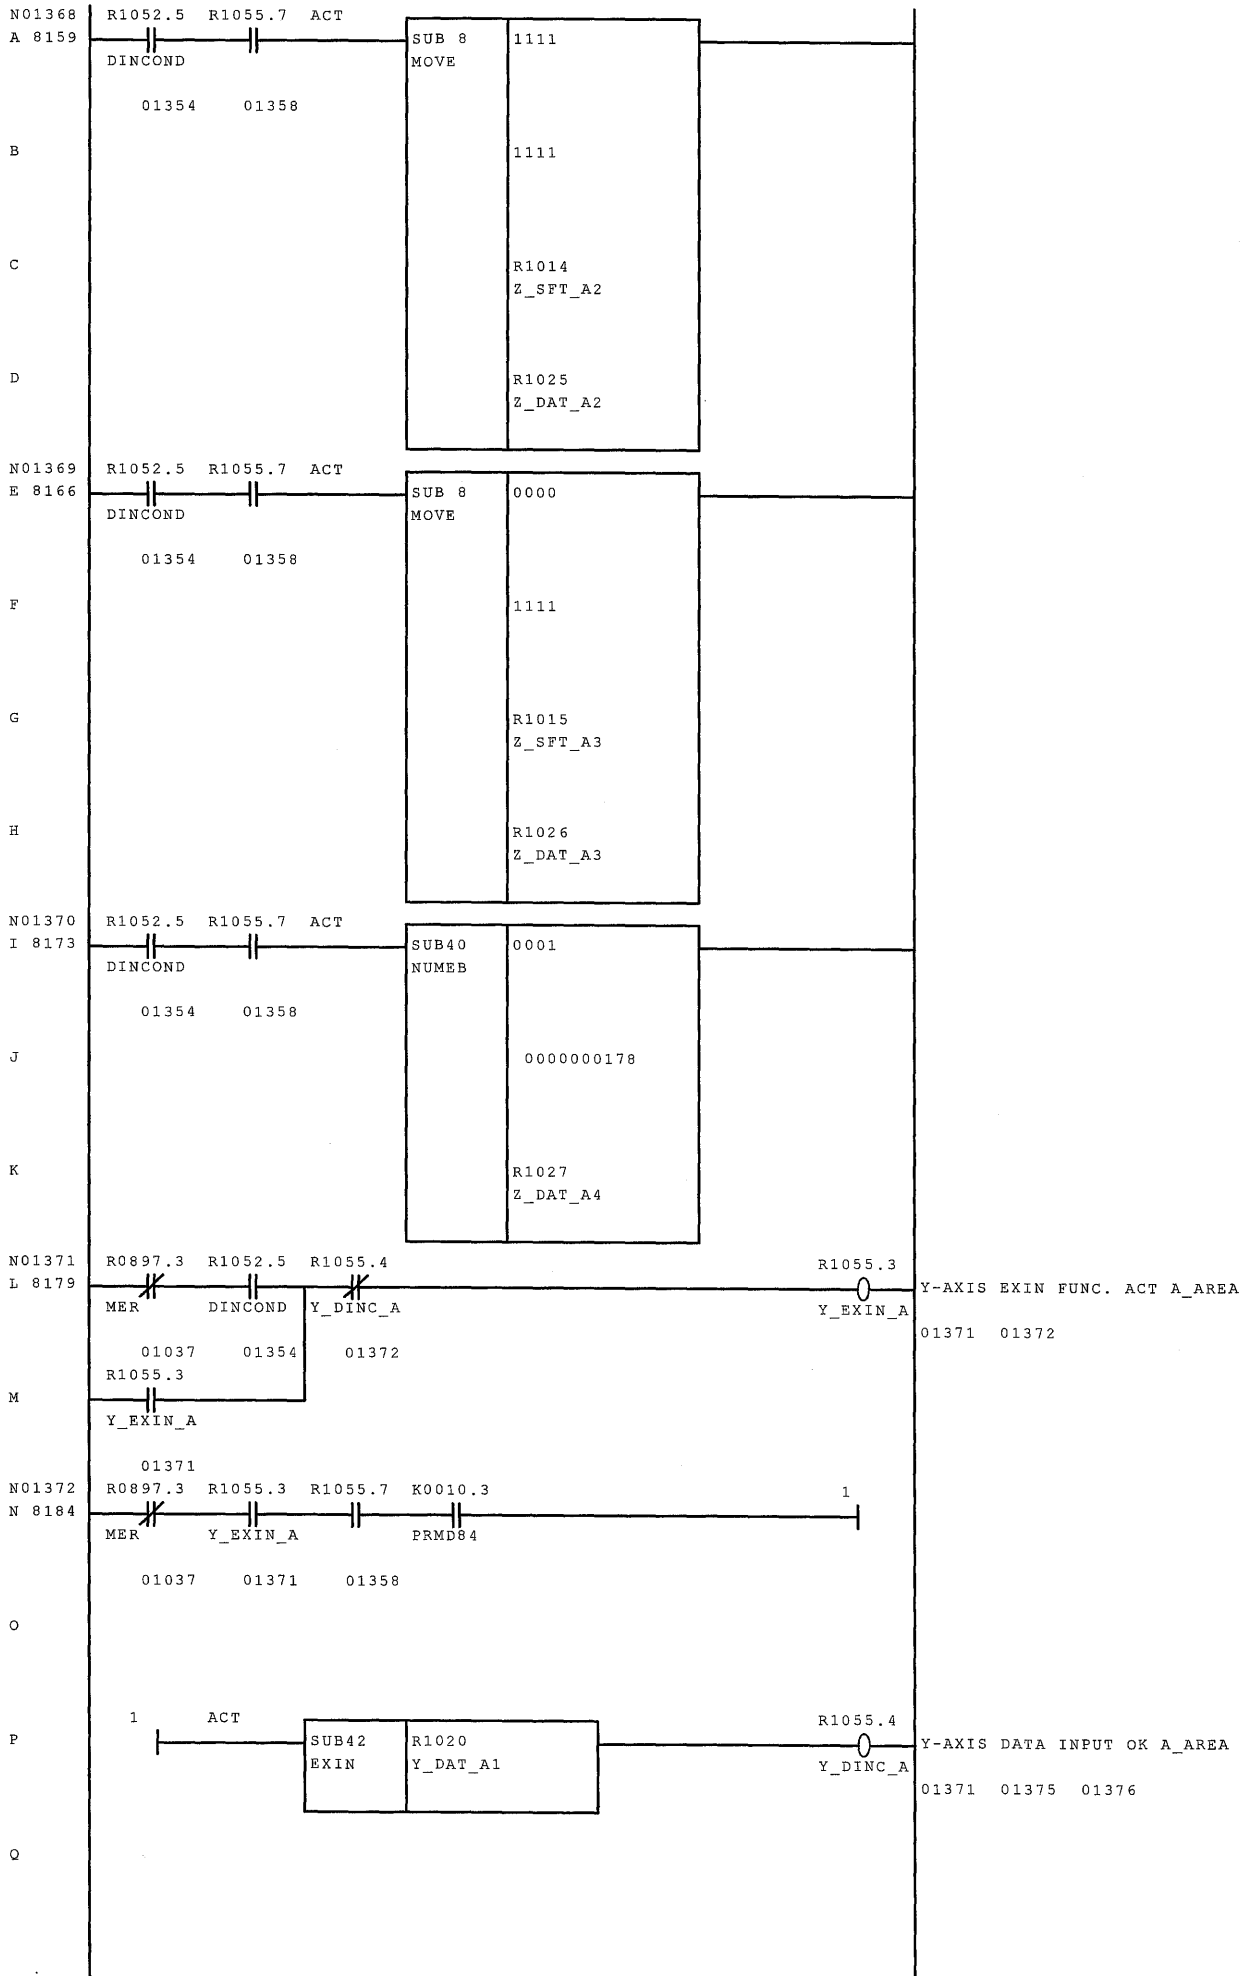 N01368 R1052.5 R1055.7 ACT
A 8159 SUB 8 1111
DINCOND MOVE
01354 01358
B 1111
C R1014
Z_SFT_A2
D R1025
Z_DAT_A2
N01369 R1052.5 R1055.7 ACT
E 8166 SUB 8 0000
DINCOND MOVE
01354 01358
F 1111
G R1015
Z_SFT_A3
H R1026
Z_DAT_A3
N01370 R1052.5 R1055.7 ACT
I 8173 SUB40 0001
DINCOND NUMEB
01354 01358
J 0000000178
K R1027
Z_DAT_A4
N01371 R0897.3 R1052.5 R1055.4 R1055.3
L 8179 Y-AXIS EXIN FUNC. ACT A_AREA
MER DINCOND Y_DINC_A Y_EXIN_A
01371 01372
01037 01354 01372
R1055.3
M
Y_EXIN_A
01371
N01372 R0897.3 R1055.3 R1055.7 K0010.3 1
N 8184
MER Y_EXIN_A PRMD84
01037 01371 01358
O
1 ACT R1055.4
P SUB42 R1020 Y-AXIS DATA INPUT OK A_AREA
EXIN Y_DAT_A1 Y_DINC_A
01371 01375 01376
Q